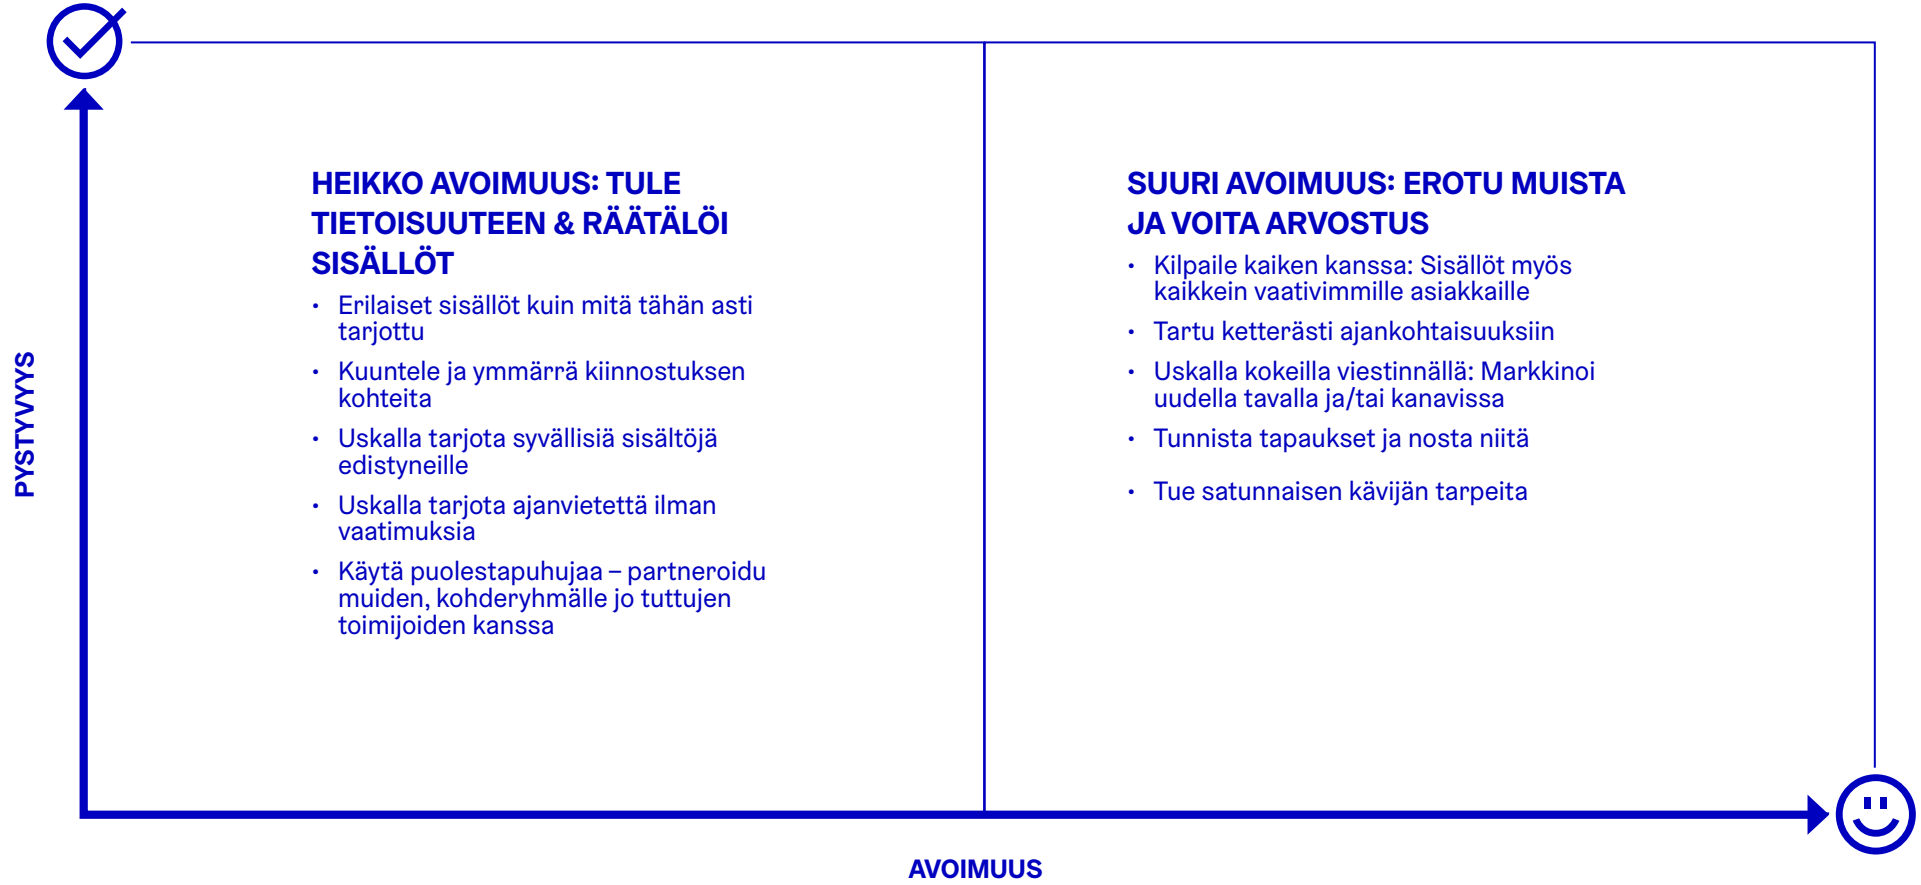 HEIKKO AVOIMUUS: TULE
TIETOISUUTEEN & RÄÄTÄLÖI
SISÄLLÖT
• Erilaiset sisällöt kuin mitä tähän asti
tarjottu
• Kuuntele ja ymmärrä kiinnostuksen
kohteita
• Uskalla tarjota syvällisiä sisältöjä
edistyneille
• Uskalla tarjota ajanvietettä ilman
vaatimuksia
• Käytä puolestapuhujaa – partneroidu
muiden, kohderyhmälle jo tuttujen
toimijoiden kanssa
SUURI AVOIMUUS: EROTU MUISTA
JA VOITA ARVOSTUS
• Kilpaile kaiken kanssa: Sisällöt myös
kaikkein vaativimmille asiakkaille
• Tartu ketterästi ajankohtaisuuksiin
• Uskalla kokeilla viestinnällä: Markkinoi
uudella tavalla ja/tai kanavissa
• Tunnista tapaukset ja nosta niitä
• Tue satunnaisen kävijän tarpeita
PYSTYVYYS
AVOIMUUS